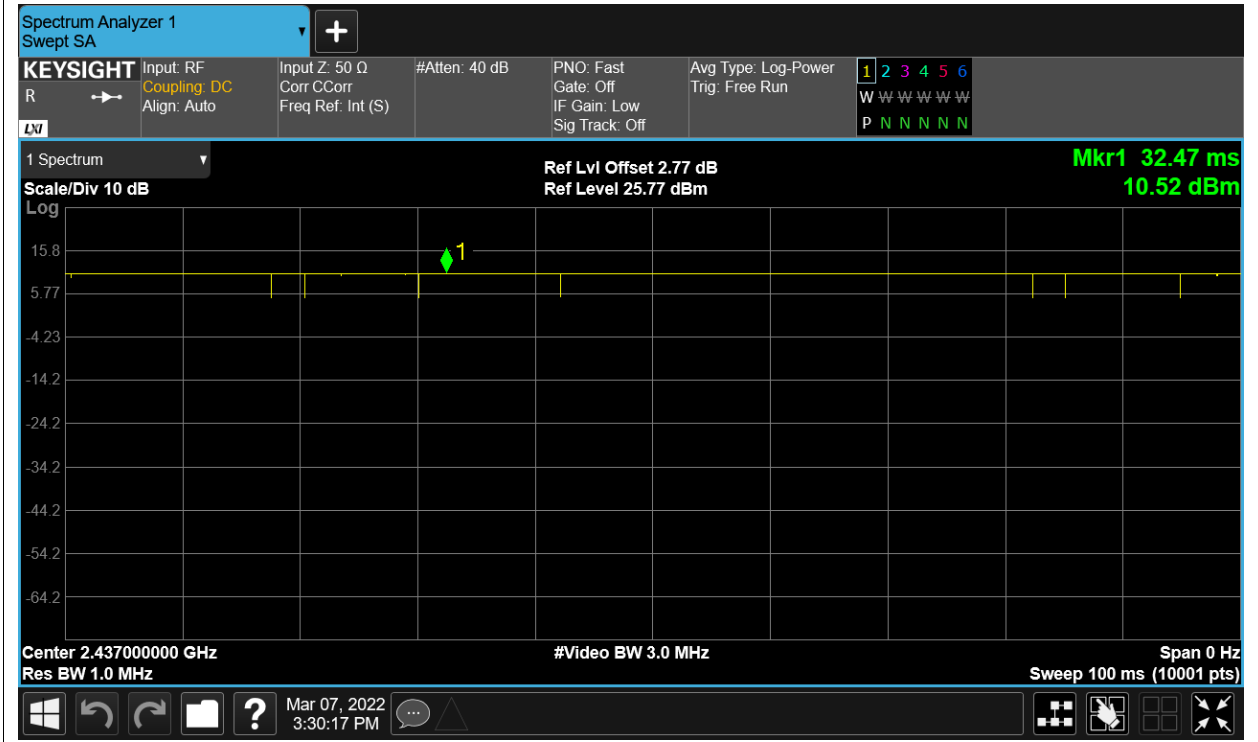 Spectrum Analyzer 1
Swept SA
+
KEYSIGHT
R
LXI
Input: RF
Coupling: DC
Align: Auto
Input Z: 50 Ω
Corr CCorr
Freq Ref: Int (S)
#Atten: 40 dB
PNO: Fast
Gate: Off
IF Gain: Low
Sig Track: Off
Avg Type: Log-Power
Trig: Free Run
1 2 3 4 5 6
W W W W W W
P N N N N N
1 Spectrum
Scale/Div 10 dB
Log
Ref Lvl Offset 2.77 dB
Ref Level 25.77 dBm
Mkr1 32.47 ms
10.52 dBm
1
15.8
5.77
-4.23
-14.2
-24.2
-34.2
-44.2
-54.2
-64.2
Center 2.437000000 GHz
Res BW 1.0 MHz
#Video BW 3.0 MHz
Span 0 Hz
Sweep 100 ms (10001 pts)
?
Mar 07, 2022
3:30:17 PM